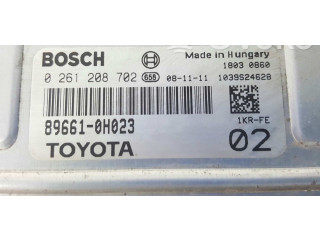 BOSCH Made in Hungary
1803 0860
0 261 208 702 656 08-11-11 1039S24628
89661-0H023 1KR-FE
TOYOTA 02